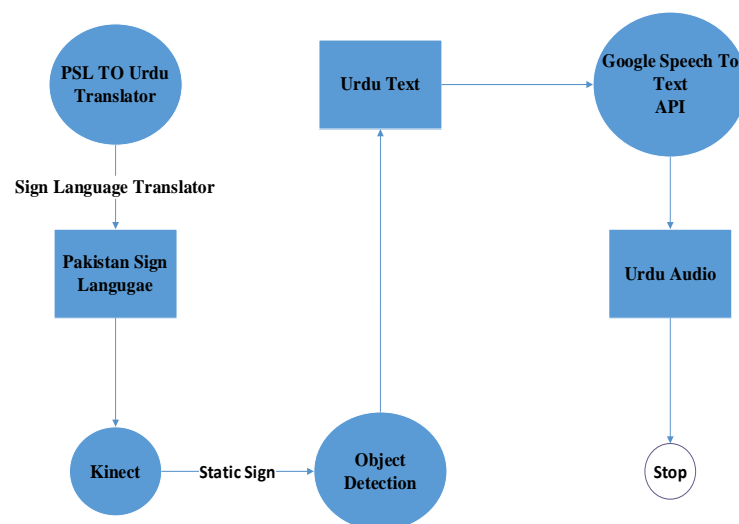 PSL TO Urdu
Translator
Sign Language Translator
Pakistan Sign
Langugae
Kinect
Static Sign
Object
Detection
Urdu Text
Google Speech To
Text
API
Urdu Audio
Stop